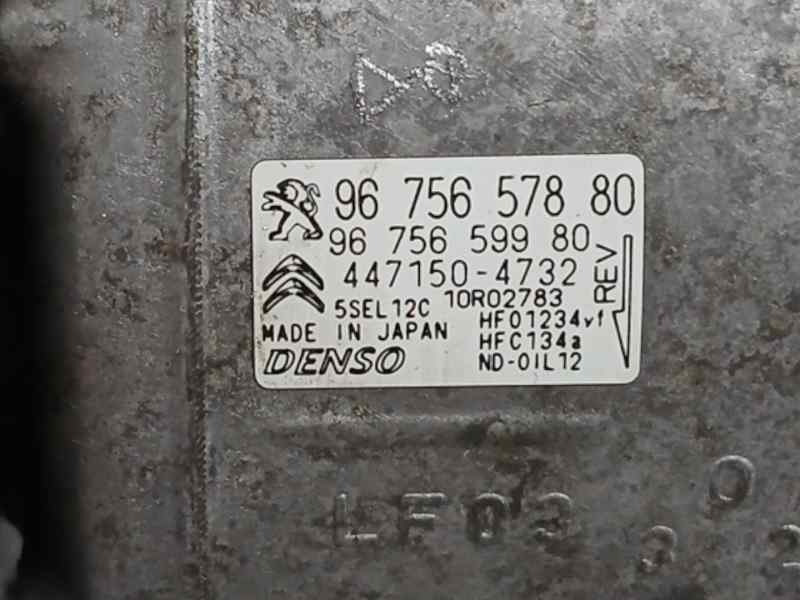 96 756 578 80
96 756 599 80
447150-4732
5SEL12C 10R02783
MADE IN JAPAN HF01234yf
HFC134a
DENSO ND-OIL12
REV
LF03